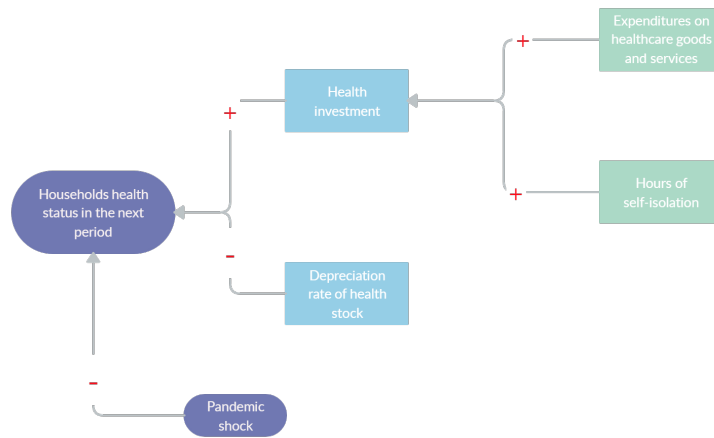 Expenditures on
healthcare goods
and services
+
Health
investment
+
+
Hours of
self-isolation
Households health
status in the next
period
-
Depreciation
rate of health
stock
-
Pandemic
shock